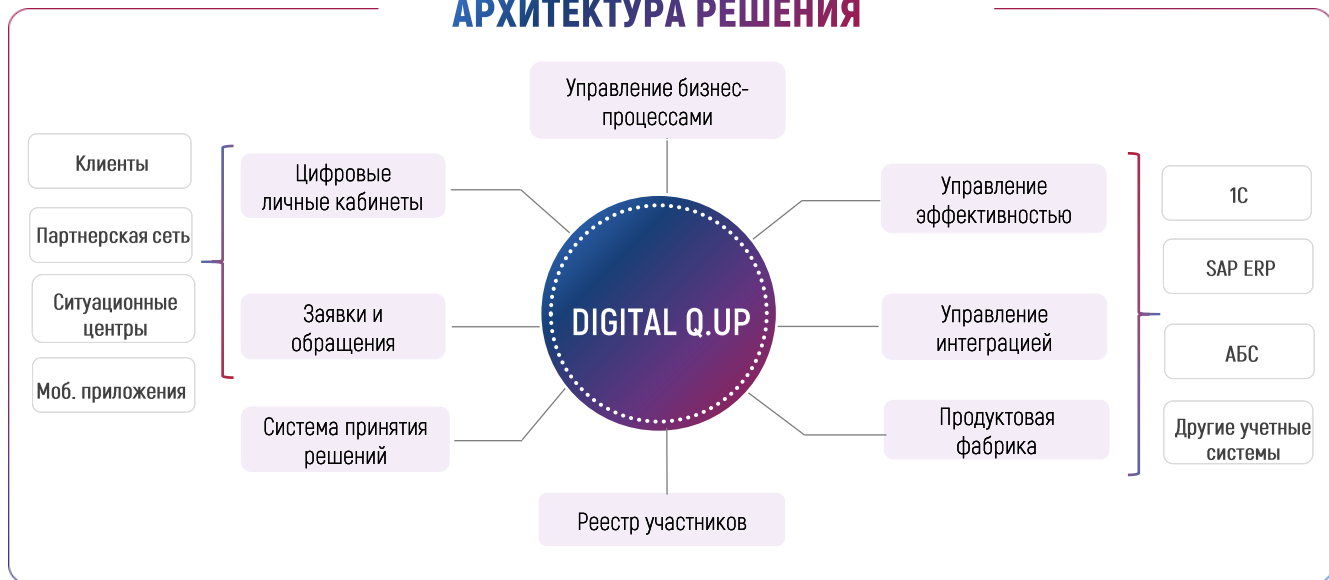 АРХИТЕКТУРА РЕШЕНИЯ
Управление бизнес-
процессами
Клиенты
Партнерская сеть
Ситуационные
центры
Моб. приложения
Цифровые
личные кабинеты
Заявки и
обращения
Система принятия
решений
DIGITAL Q.UP
Управление
эффективностью
Управление
интеграцией
Продуктовая
фабрика
1С
SAP ERP
АБС
Другие учетные
системы
Реестр участников